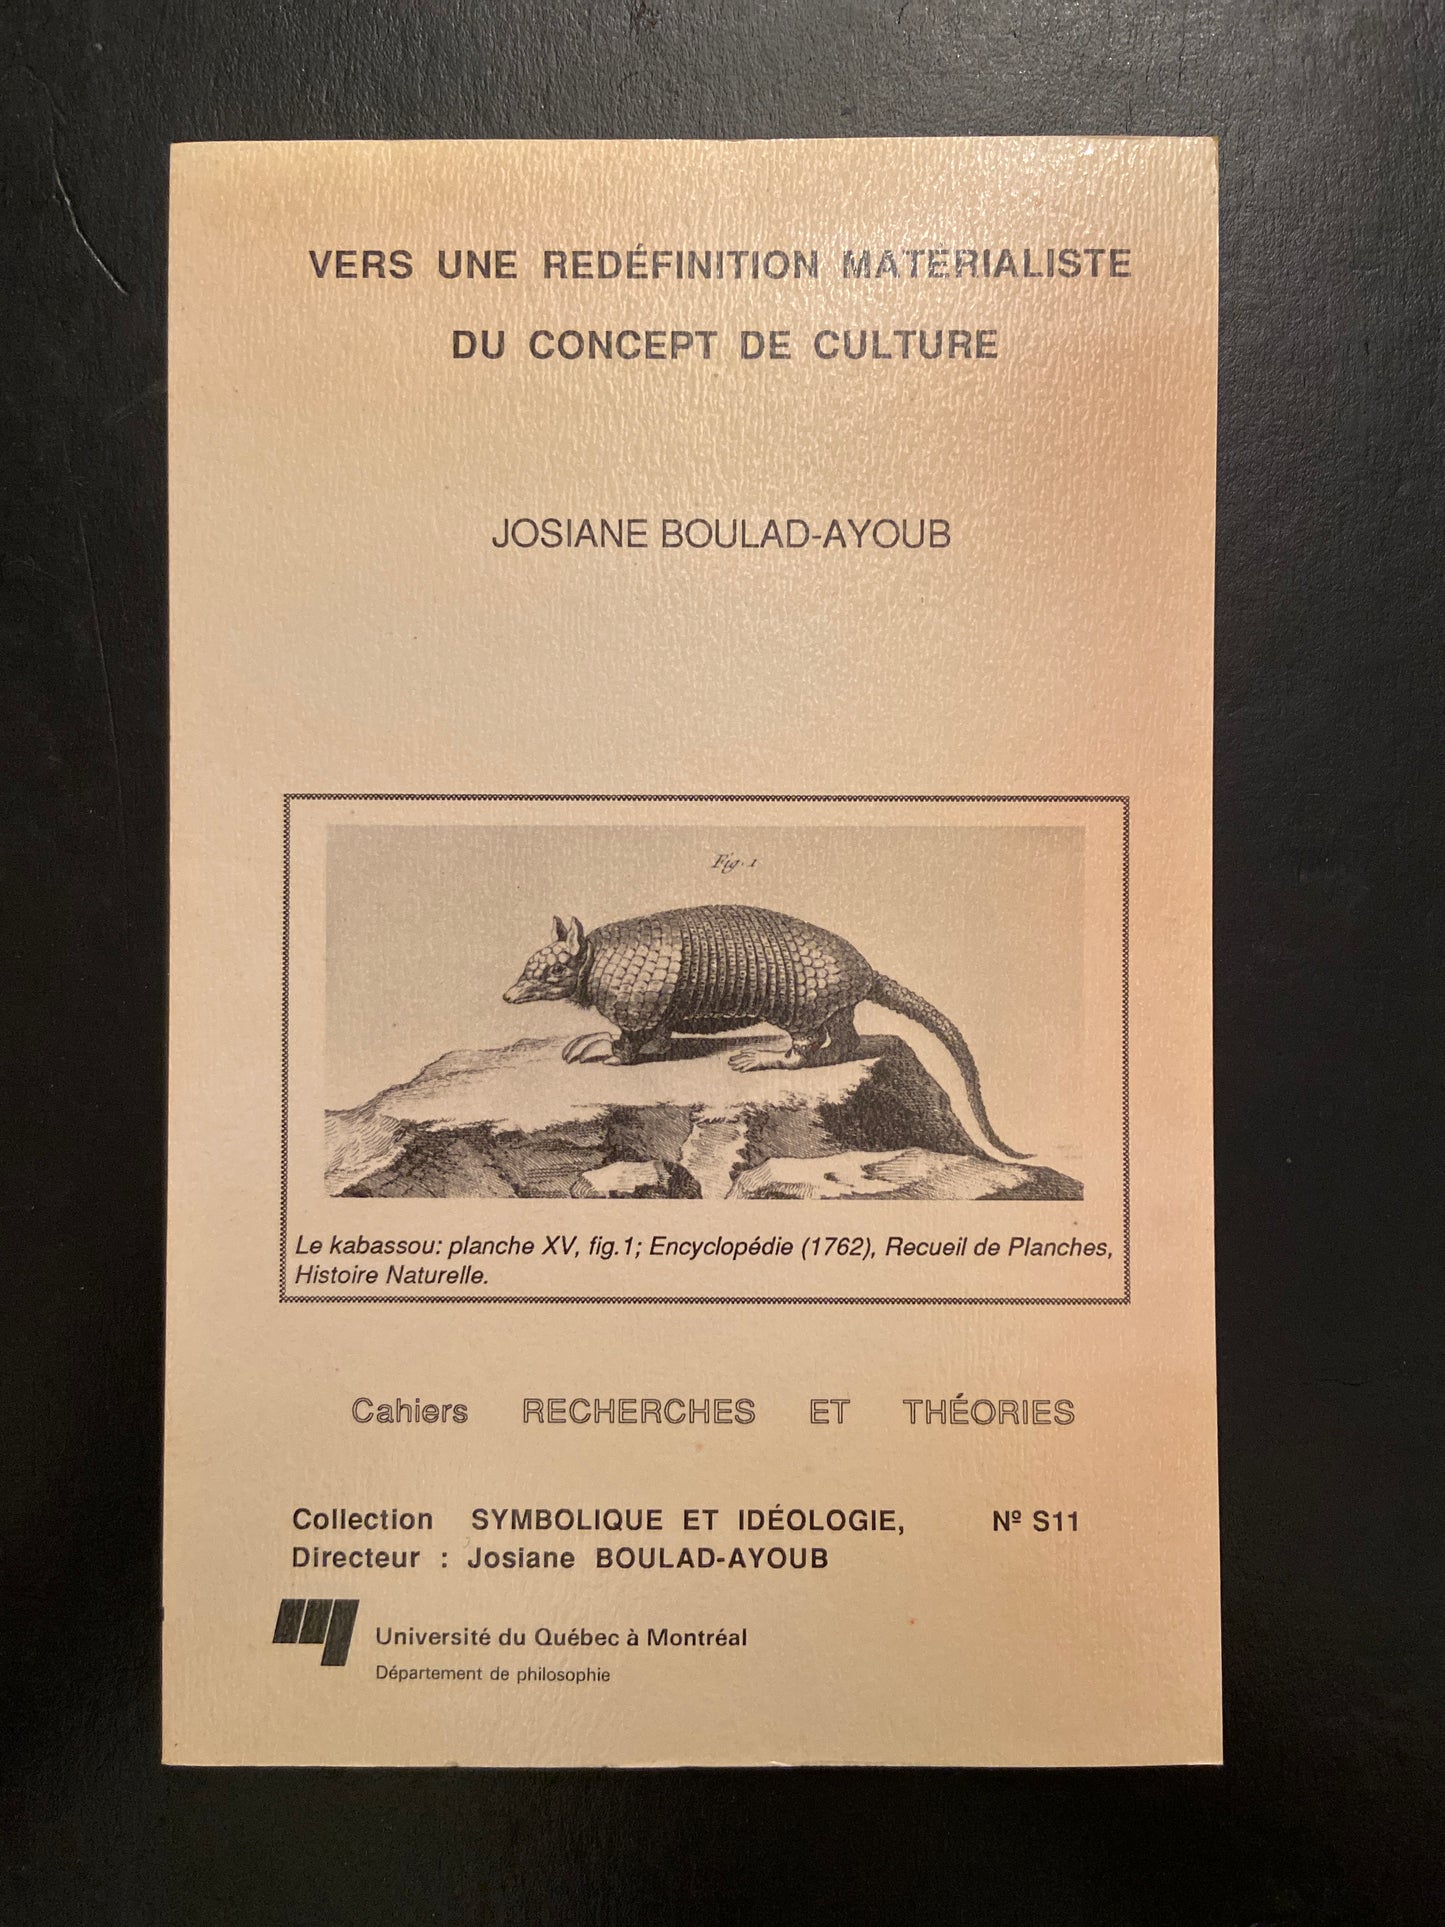 VERS UNE REDÉFINITION MATÉRIALISTE
DU CONCEPT DE CULTURE
JOSIANE BOULAD-AYOUB
Fig. 1
Le kabassou: planche XV, fig.1; Encyclopédie (1762), Recueil de Planches,
Histoire Naturelle.
Cahiers RECHERCHES ET THÉORIES
Collection SYMBOLIQUE ET IDÉOLOGIE, Nº S11
Directeur : Josiane BOULAD-AYOUB
Université du Québec à Montréal
Département de philosophie